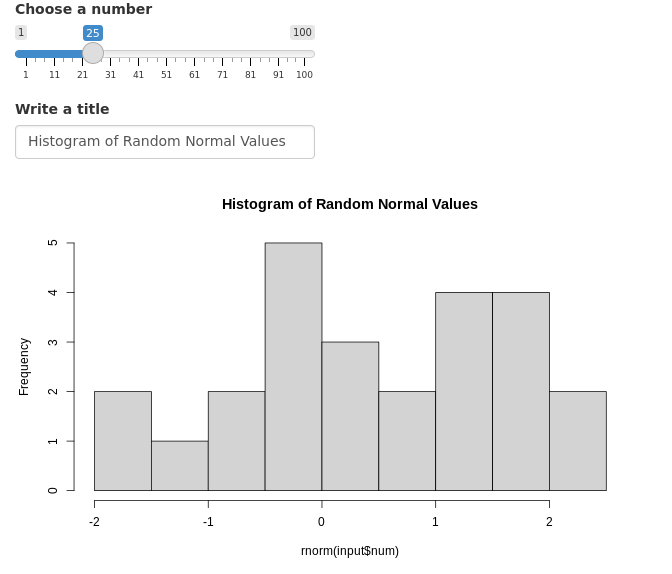 Choose a number
1 25 100
1 11 21 31 41 51 61 71 81 91 100
Write a title
Histogram of Random Normal Values
Histogram of Random Normal Values
5
4
3
2
1
0
Frequency
-2 -1 0 1 2
rnorm(input$num)